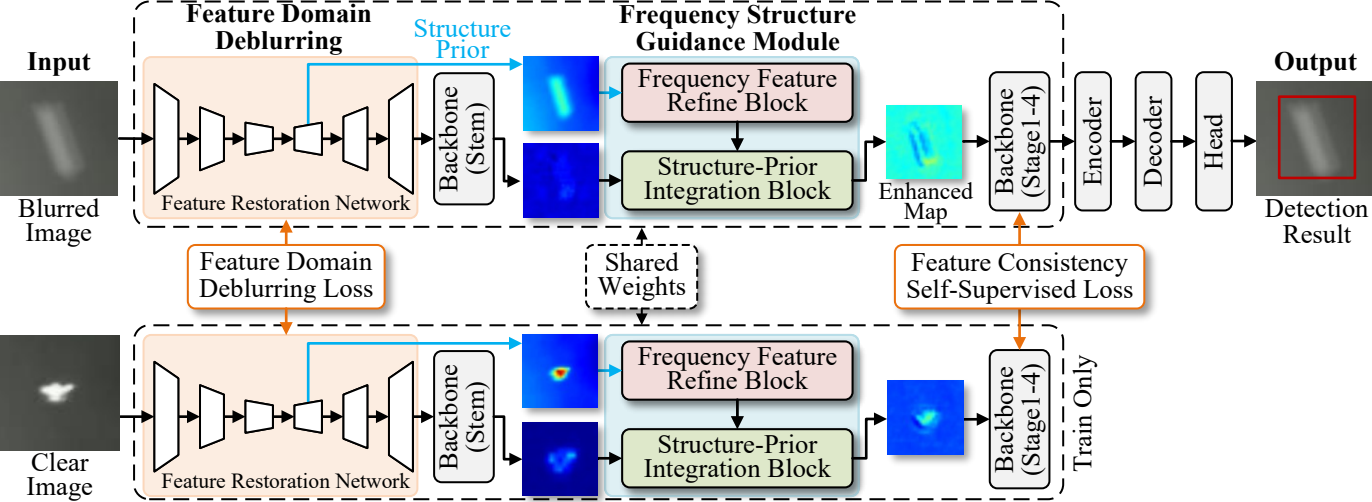 Feature Domain
Deblurring
Structure
Prior
Frequency Structure
Guidance Module
Input
Output
Frequency Feature
Refine Block
Structure-Prior
Integration Block
Backbone
(Stem)
Enhanced
Map
Backbone
(Stage1-4)
Encoder
Decoder
Head
Feature Restoration Network
Blurred
Image
Detection
Result
Feature Domain
Deblurring Loss
Shared
Weights
Feature Consistency
Self-Supervised Loss
Frequency Feature
Refine Block
Structure-Prior
Integration Block
Backbone
(Stem)
Backbone
(Stage1-4)
Train Only
Clear
Image
Feature Restoration Network